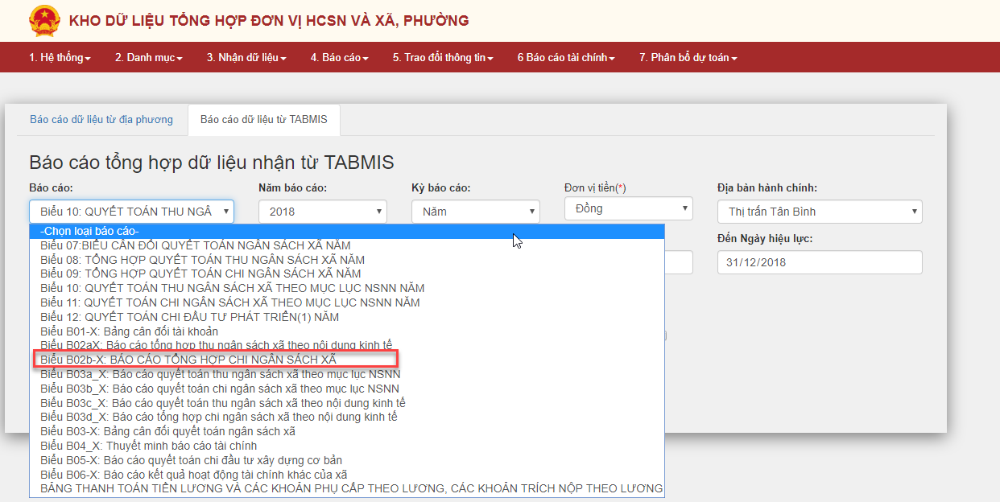 KHO DỮ LIỆU TỔNG HỢP ĐƠN VỊ HCSN VÀ XÃ, PHƯỜNG
1. Hệ thống 2. Danh mục 3. Nhận dữ liệu 4. Báo cáo 5. Trao đổi thông tin 6 Báo cáo tài chính 7. Phân bổ dự toán
Báo cáo dữ liệu từ địa phương Báo cáo dữ liệu từ TABMIS
Báo cáo tổng hợp dữ liệu nhận từ TABMIS
Báo cáo: Năm báo cáo: Kỳ báo cáo: Đơn vị tiền(*) Địa bàn hành chính:
Biểu 10: QUYẾT TOÁN THU NGÂ 2018 Năm Đồng Thị trấn Tân Bình
-Chọn loại báo cáo-
Đến Ngày hiệu lực:
Biểu 07:BIỂU CÂN ĐỐI QUYẾT TOÁN NGÂN SÁCH XÃ NĂM
Biểu 08: TỔNG HỢP QUYẾT TOÁN THU NGÂN SÁCH XÃ NĂM
31/12/2018
Biểu 09: TỔNG HỢP QUYẾT TOÁN CHI NGÂN SÁCH XÃ NĂM
Biểu 10: QUYẾT TOÁN THU NGÂN SÁCH XÃ THEO MỤC LỤC NSNN NĂM
Biểu 11: QUYẾT TOÁN CHI NGÂN SÁCH XÃ THEO MỤC LỤC NSNN NĂM
Biểu 12: QUYẾT TOÁN CHI ĐẦU TƯ PHÁT TRIỂN(1) NĂM
Biểu B01-X: Bảng cân đối tài khoản
Biểu B02aX: Báo cáo tổng hợp thu ngân sách xã theo nội dung kinh tế
Biểu B02b-X: BÁO CÁO TỔNG HỢP CHI NGÂN SÁCH XÃ
Biểu B03a_X: Báo cáo quyết toán thu ngân sách xã theo mục lục NSNN
Biểu B03b_X: Báo cáo quyết toán chi ngân sách xã theo mục lục NSNN
Biểu B03c_X: Báo cáo quyết toán thu ngân sách xã theo nội dung kinh tế
Biểu B03d_X: Báo cáo tổng hợp chi ngân sách xã theo nội dung kinh tế
Biểu B03-X: Bảng cân đối quyết toán ngân sách xã
Biểu B04_X: Thuyết minh báo cáo tài chính
Biểu B05-X: Báo cáo quyết toán chi đầu tư xây dựng cơ bản
Biểu B06-X: Báo cáo kết quả hoạt động tài chính khác của xã
BẢNG THANH TOÁN TIỀN LƯƠNG VÀ CÁC KHOẢN PHỤ CẤP THEO LƯƠNG, CÁC KHOẢN TRÍCH NỘP THEO LƯƠNG